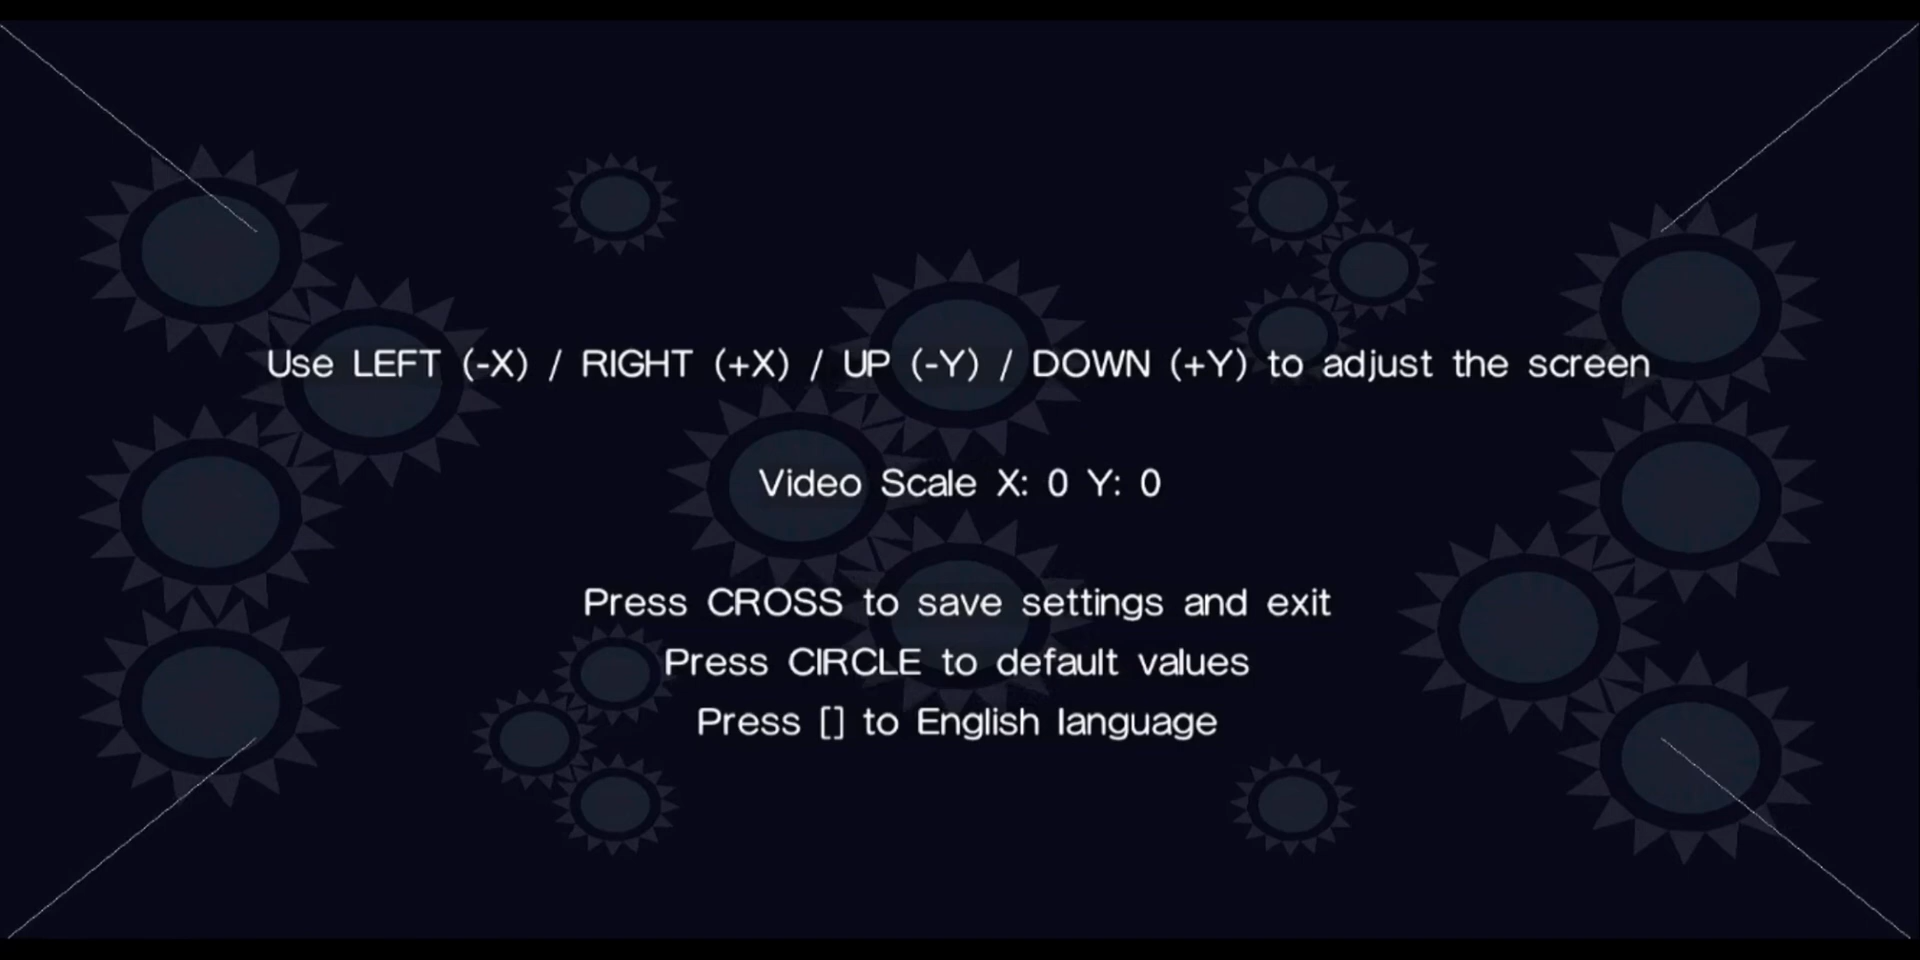 Use LEFT (-X) / RIGHT (+X) / UP (-Y) / DOWN (+Y) to adjust the screen
Video Scale X: 0 Y: 0
Press CROSS to save settings and exit
Press CIRCLE to default values
Press [] to English language